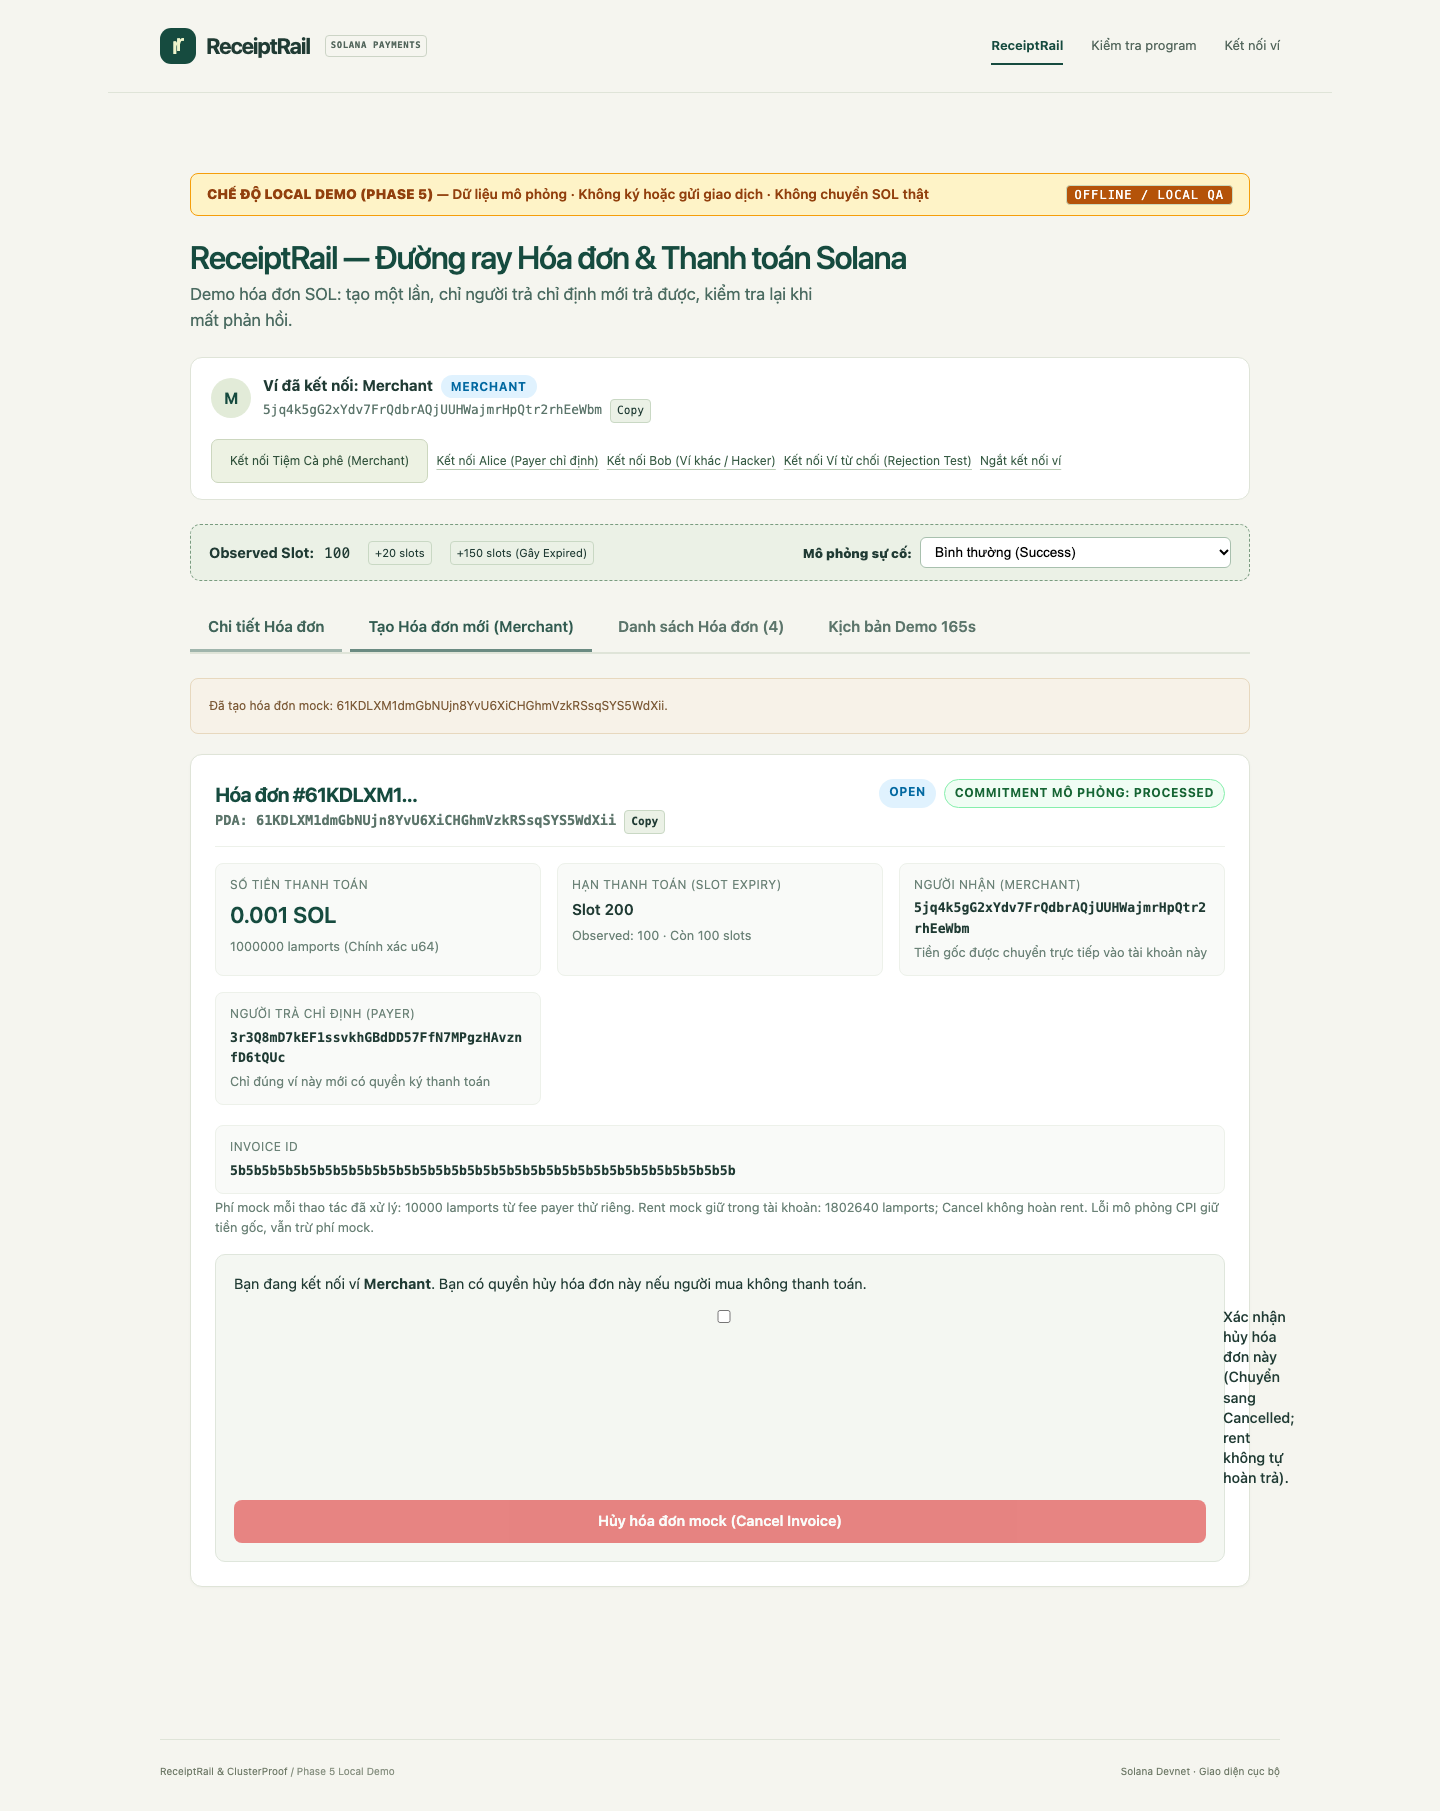 ReceiptRail
SOLANA PAYMENTS
ReceiptRail
Kiểm tra program
Kết nối ví
CHẾ ĐỘ LOCAL DEMO (PHASE 5) — Dữ liệu mô phỏng · Không ký hoặc gửi giao dịch · Không chuyển SOL thật
OFFLINE / LOCAL QA
ReceiptRail — Đường ray Hóa đơn & Thanh toán Solana
Demo hóa đơn SOL: tạo một lần, chỉ người trả chỉ định mới trả được, kiểm tra lại khi
mất phản hồi.
M
Ví đã kết nối: Merchant
MERCHANT
5jq4k5gG2xYdv7FrQdbrAQjUUHWajmrHpQtr2rhEeWbm
Copy
Kết nối Tiệm Cà phê (Merchant)
Kết nối Alice (Payer chỉ định)
Kết nối Bob (Ví khác / Hacker)
Kết nối Ví từ chối (Rejection Test)
Ngắt kết nối ví
Observed Slot: 100
+20 slots
+150 slots (Gây Expired)
Mô phỏng sự cố:
Bình thường (Success)
Chi tiết Hóa đơn
Tạo Hóa đơn mới (Merchant)
Danh sách Hóa đơn (4)
Kịch bản Demo 165s
Đã tạo hóa đơn mock: 61KDLXM1dmGbNUjn8YvU6XiCHGhmVzkRSsqSYS5WdXii.
Hóa đơn #61KDLXM1...
OPEN
COMMITMENT MÔ PHỎNG: PROCESSED
PDA: 61KDLXM1dmGbNUjn8YvU6XiCHGhmVzkRSsqSYS5WdXii
Copy
SỐ TIỀN THANH TOÁN
0.001 SOL
1000000 lamports (Chính xác u64)
HẠN THANH TOÁN (SLOT EXPIRY)
Slot 200
Observed: 100 · Còn 100 slots
NGƯỜI NHẬN (MERCHANT)
5jq4k5gG2xYdv7FrQdbrAQjUUHWajmrHpQtr2
rhEeWbm
Tiền gốc được chuyển trực tiếp vào tài khoản này
NGƯỜI TRẢ CHỈ ĐỊNH (PAYER)
3r3Q8mD7kEF1ssvkhGBdDD57FfN7MPgzHAvzn
fD6tQUc
Chỉ đúng ví này mới có quyền ký thanh toán
INVOICE ID
5b5b5b5b5b5b5b5b5b5b5b5b5b5b5b5b5b5b5b5b5b5b5b5b5b5b5b5b5b5b5b5b
Phí mock mỗi thao tác đã xử lý: 10000 lamports từ fee payer thử riêng. Rent mock giữ trong tài khoản: 1802640 lamports; Cancel không hoàn rent. Lỗi mô phỏng CPI giữ
tiền gốc, vẫn trừ phí mock.
Bạn đang kết nối ví Merchant. Bạn có quyền hủy hóa đơn này nếu người mua không thanh toán.
Xác nhận
hủy hóa
đơn này
(Chuyển
sang
Cancelled;
rent
không tự
hoàn trả).
Hủy hóa đơn mock (Cancel Invoice)
ReceiptRail & ClusterProof / Phase 5 Local Demo
Solana Devnet · Giao diện cục bộ